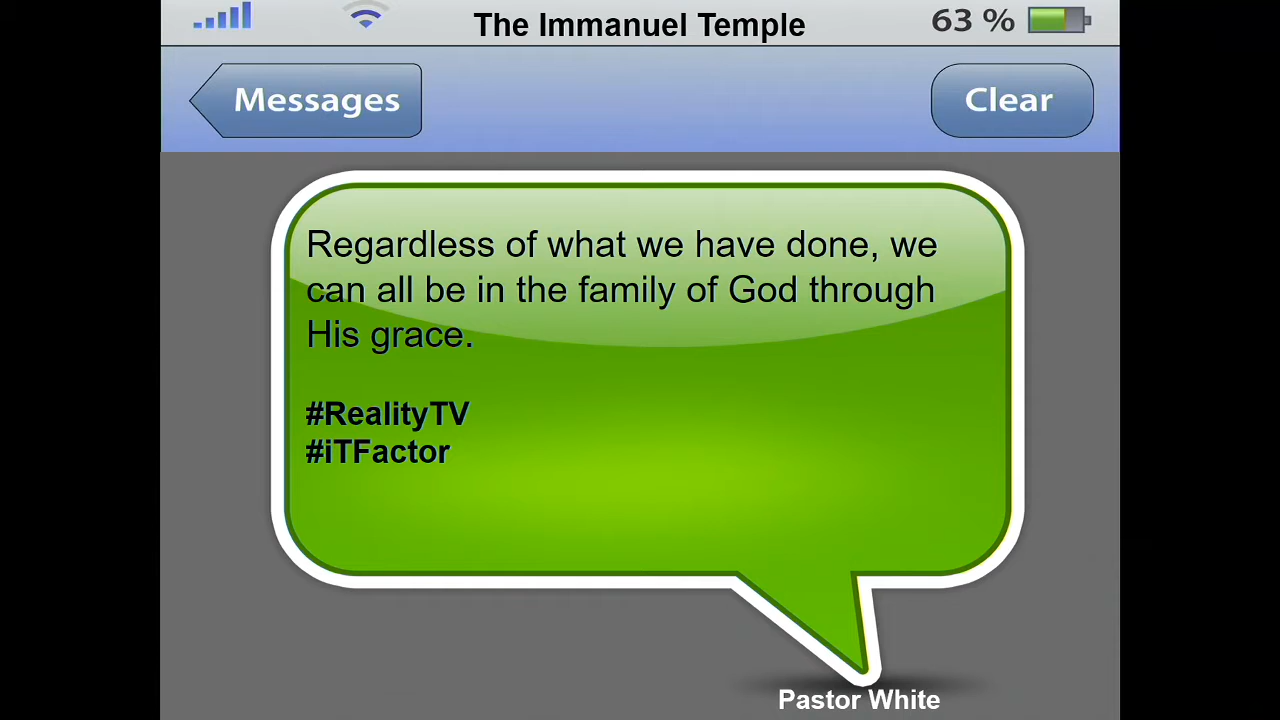 The Immanuel Temple
63 %
Messages
Clear
Regardless of what we have done, we
can all be in the family of God through
His grace.
#RealityTV
#iTFactor
Pastor White